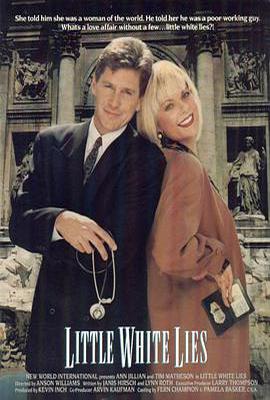 She told him she was a woman of the world. He told her he was a poor working guy.
Whats a love affair without a few...little white lies?!
LITTLE WHITE LIES
NEW WORLD INTERNATIONAL presents ANN JILLIAN and TIM MATHESON in LITTLE WHITE LIES
Directed by ANSON WILLIAMS Written by JANIS HIRSCH and LYNN ROTH Executive Producer LARRY THOMPSON
Produced by KEVIN INCH Co-Producer ARVIN KAUFMAN Casting by FERN CHAMPION & PAMELA BASKER, C.S.A.